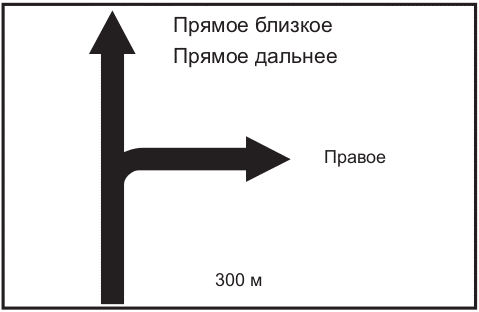 Прямое близкое
Прямое дальнее
Правое
300 м